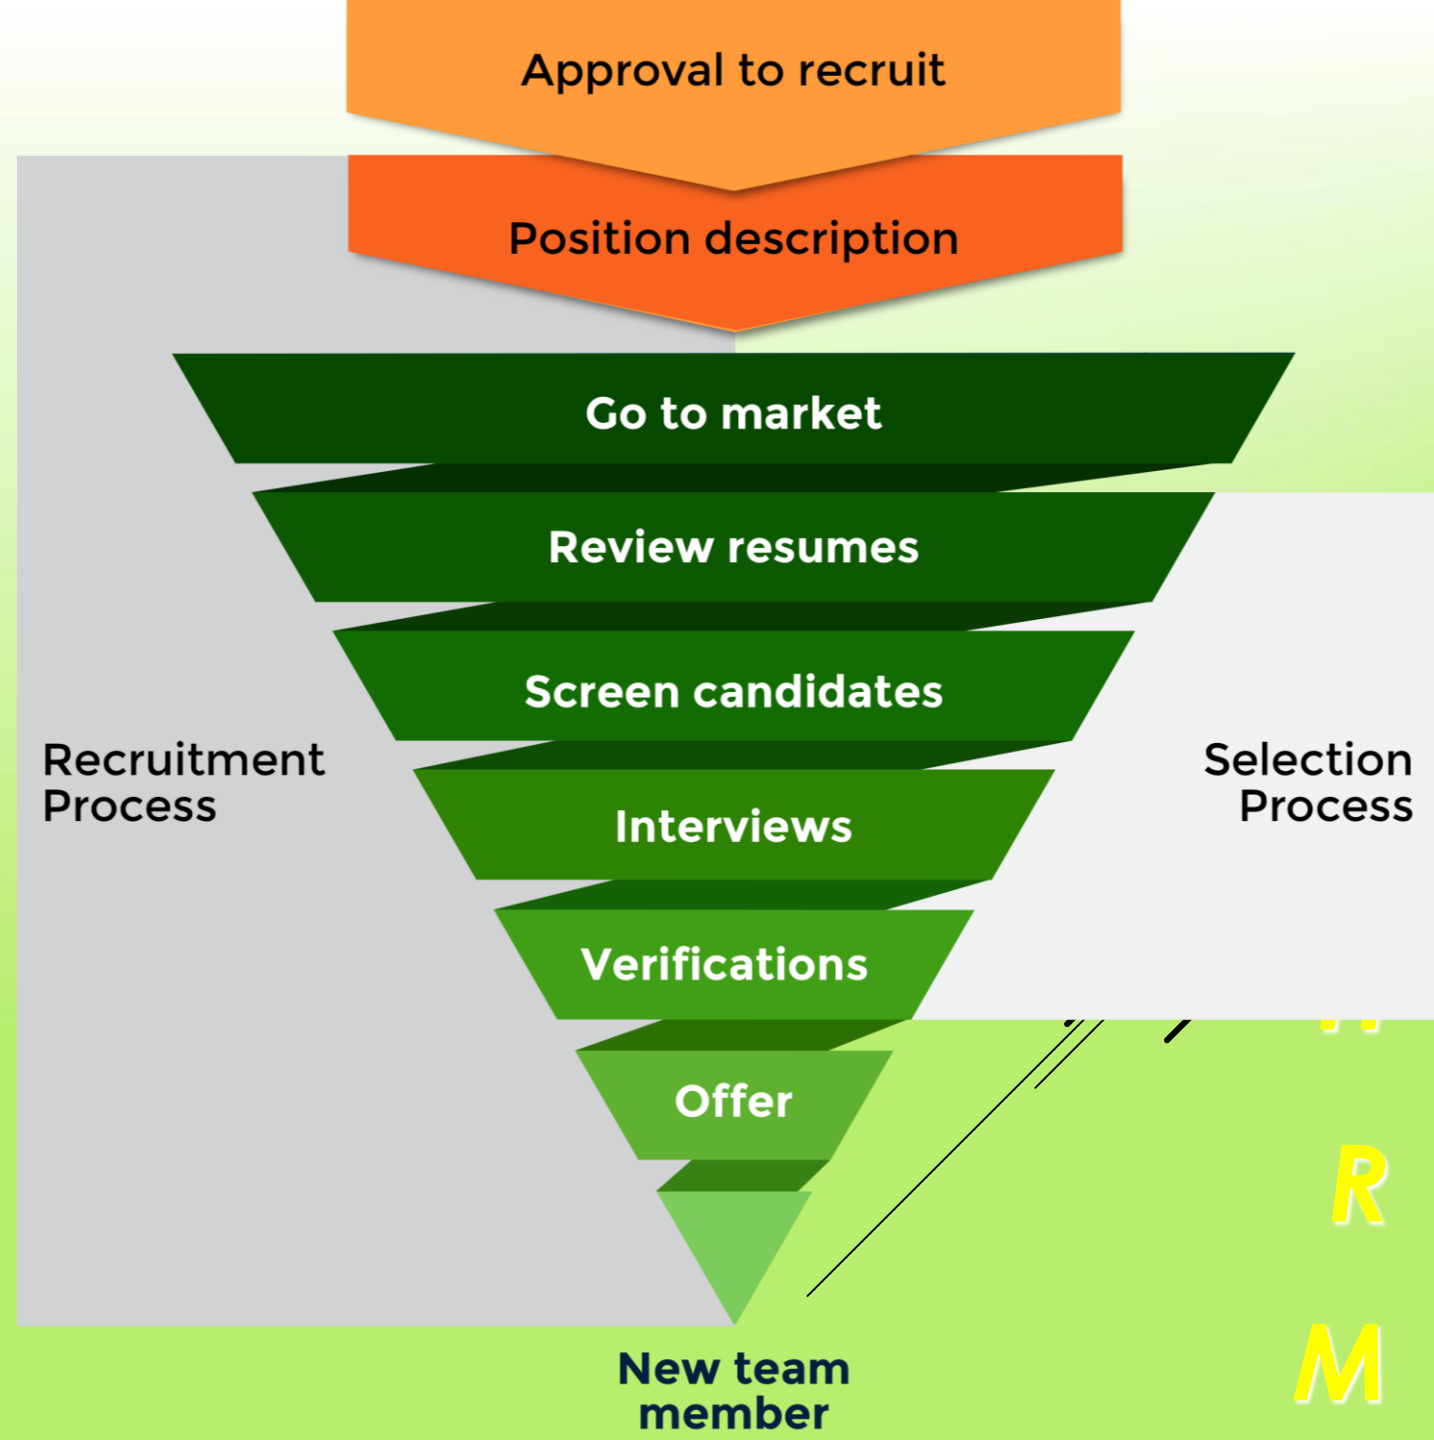 Approval to recruit
Position description
Go to market
Review resumes
Screen candidates
Recruitment
Process
Selection
Process
Interviews
Verifications
Offer
R
M
New team
member